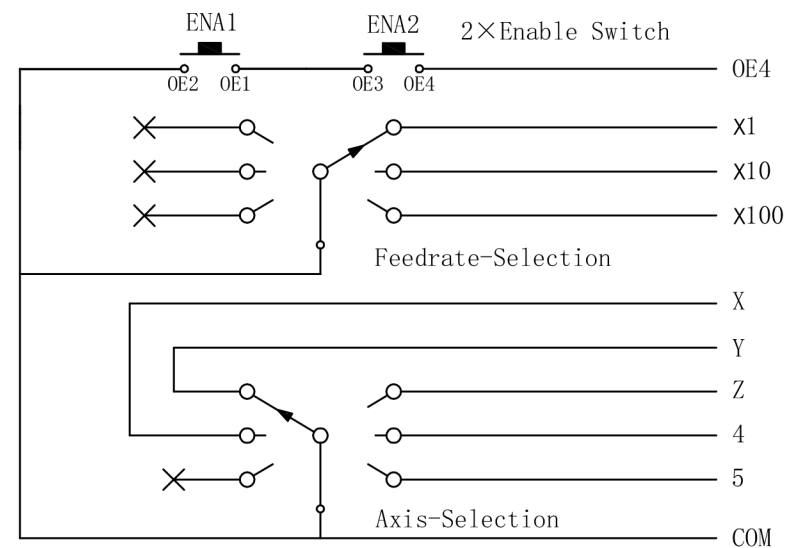 ENA1 ENA2 2×Enable Switch
OE2 OE1 OE3 OE4 OE4
X1
X10
X100
Feedrate-Selection
X
Y
Z
4
5
Axis-Selection
COM